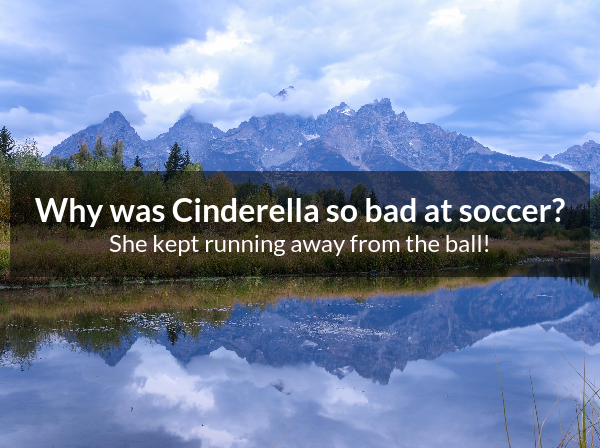 Why was Cinderella so bad at soccer?
She kept running away from the ball!